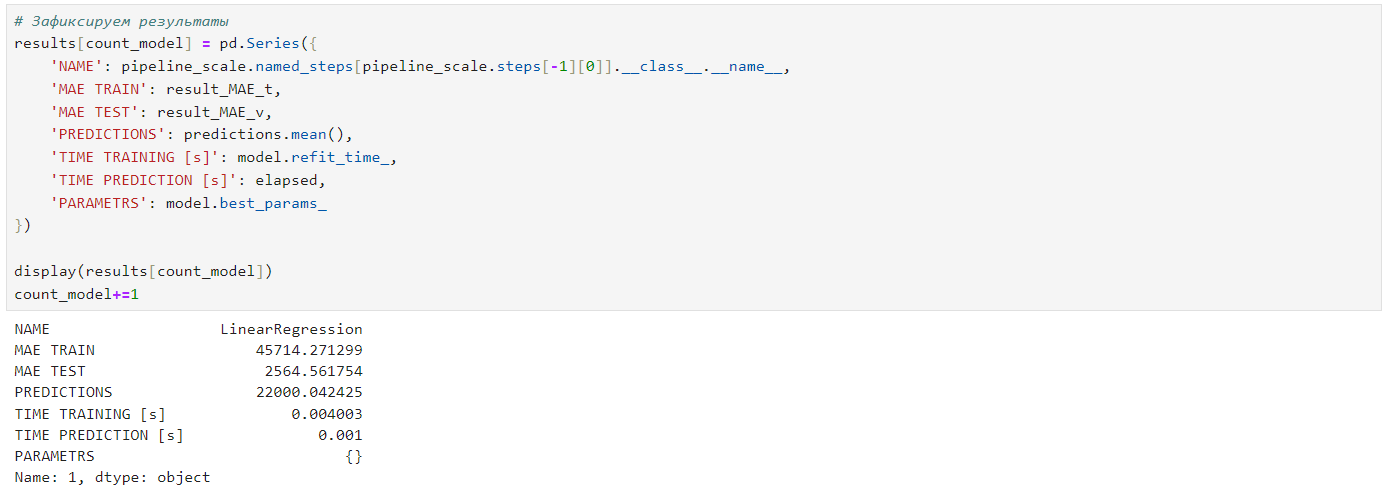 # Зафиксируем результаты
results[count_model] = pd.Series({
    'NAME': pipeline_scale.named_steps[pipeline_scale.steps[-1][0]].__class__.__name__,
    'MAE TRAIN': result_MAE_t,
    'MAE TEST': result_MAE_v,
    'PREDICTIONS': predictions.mean(),
    'TIME TRAINING [s]': model.refit_time_,
    'TIME PREDICTION [s]': elapsed,
    'PARAMETRS': model.best_params_
})
display(results[count_model])
count_model+=1
NAME LinearRegression
MAE TRAIN 45714.271299
MAE TEST 2564.561754
PREDICTIONS 22000.042425
TIME TRAINING [s] 0.004003
TIME PREDICTION [s] 0.001
PARAMETRS {}
Name: 1, dtype: object